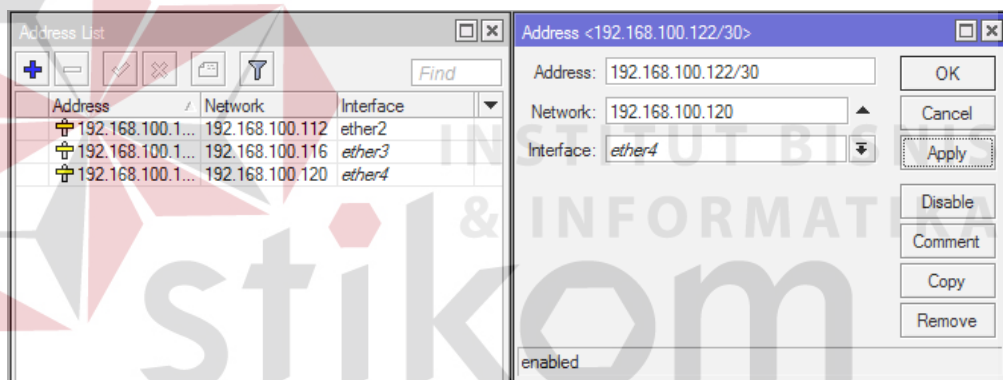 Address List
Find
Address Network Interface
192.168.100.1... 192.168.100.112 ether2
192.168.100.1... 192.168.100.116 ether3
192.168.100.1... 192.168.100.120 ether4
Address <192.168.100.122/30>
Address: 192.168.100.122/30
Network: 192.168.100.120
Interface: ether4
OK
Cancel
Apply
Disable
Comment
Copy
Remove
enabled
INSTITUT BISNIS
& INFORMATIKA
stikom